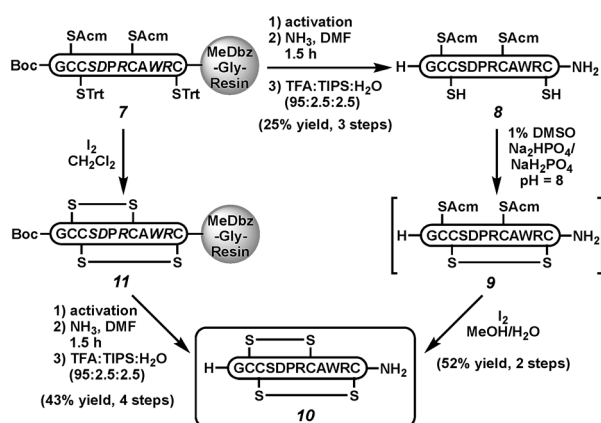 SAcm SAcm
Boc GCCSDPRCAWRC
STrt STrt
MeDbz
-Gly-
Resin
7
1) activation
2) NH3, DMF
1.5 h
3) TFA:TIPS:H2O
(95:2.5:2.5)
(25% yield, 3 steps)
SAcm SAcm
H GCCSDPRCAWRC NH2
SH SH
8
I2
CH2Cl2
1% DMSO
Na2HPO4/
NaH2PO4
pH = 8
S S
Boc GCCSDPRCAWRC
S S
MeDbz
-Gly-
Resin
11
SAcm SAcm
H GCCSDPRCAWRC NH2
S S
9
1) activation
2) NH3, DMF
1.5 h
3) TFA:TIPS:H2O
(95:2.5:2.5)
(43% yield, 4 steps)
S S
H GCCSDPRCAWRC NH2
S S
10
I2
MeOH/H2O
(52% yield, 2 steps)